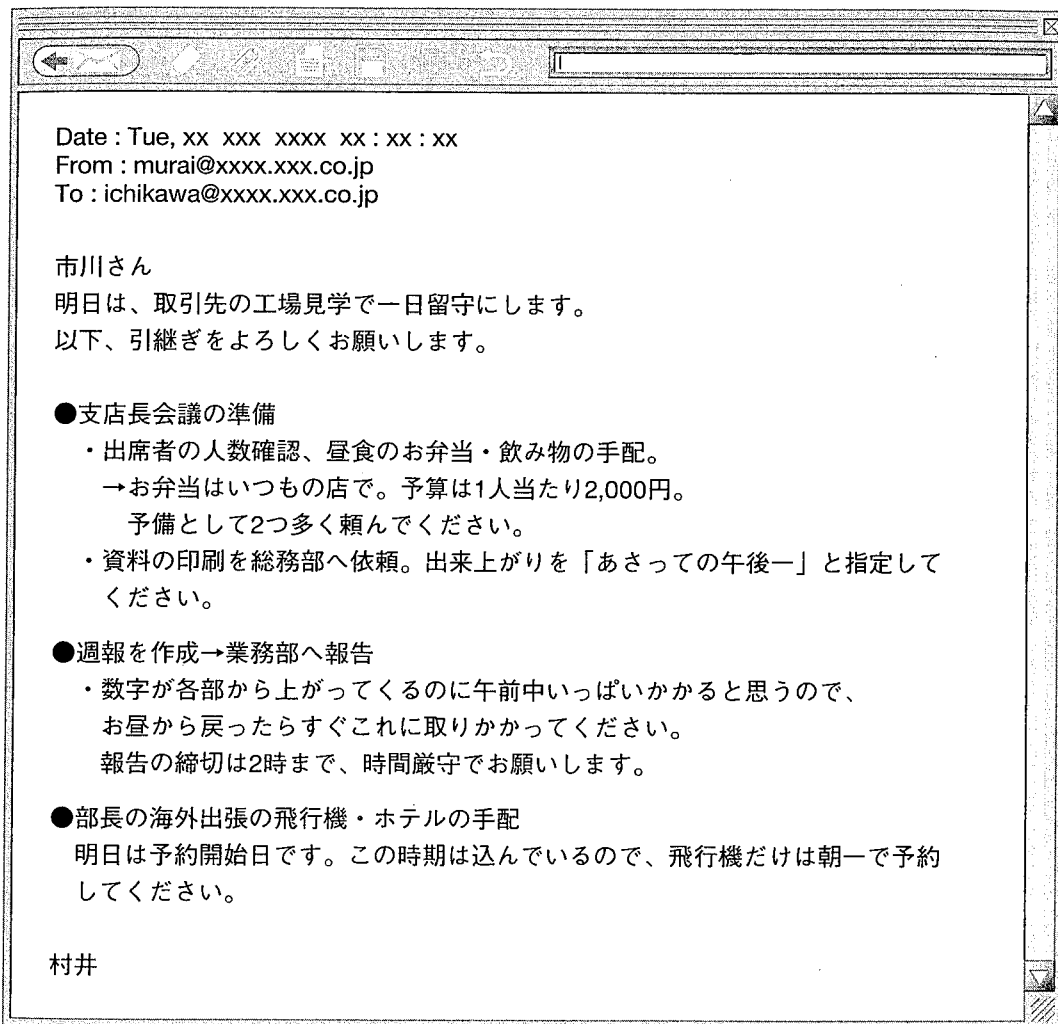 Date : Tue, xx xxx xxxx xx : xx : xx
From : murai@xxxx.xxx.co.jp
To : ichikawa@xxxx.xxx.co.jp
市川さん
明日は、取引先の工場見学で一日留守にします。
以下、引継ぎをよろしくお願いします。
●支店長会議の準備
・出席者の人数確認、昼食のお弁当・飲み物の手配。
→お弁当はいつもの店で。予算は1人当たり2,000円。
予備として2つ多く頼んでください。
・資料の印刷を総務部へ依頼。出来上がりを「あさっての午後一」と指定して
ください。
●週報を作成→業務部へ報告
・数字が各部から上がってくるのに午前中いっぱいかかると思うので、
お昼から戻ったらすぐこれに取りかかってください。
報告の締切は2時まで、時間厳守でお願いします。
●部長の海外出張の飛行機・ホテルの手配
明日は予約開始日です。この時期は込んでいるので、飛行機だけは朝一で予約
してください。
村井